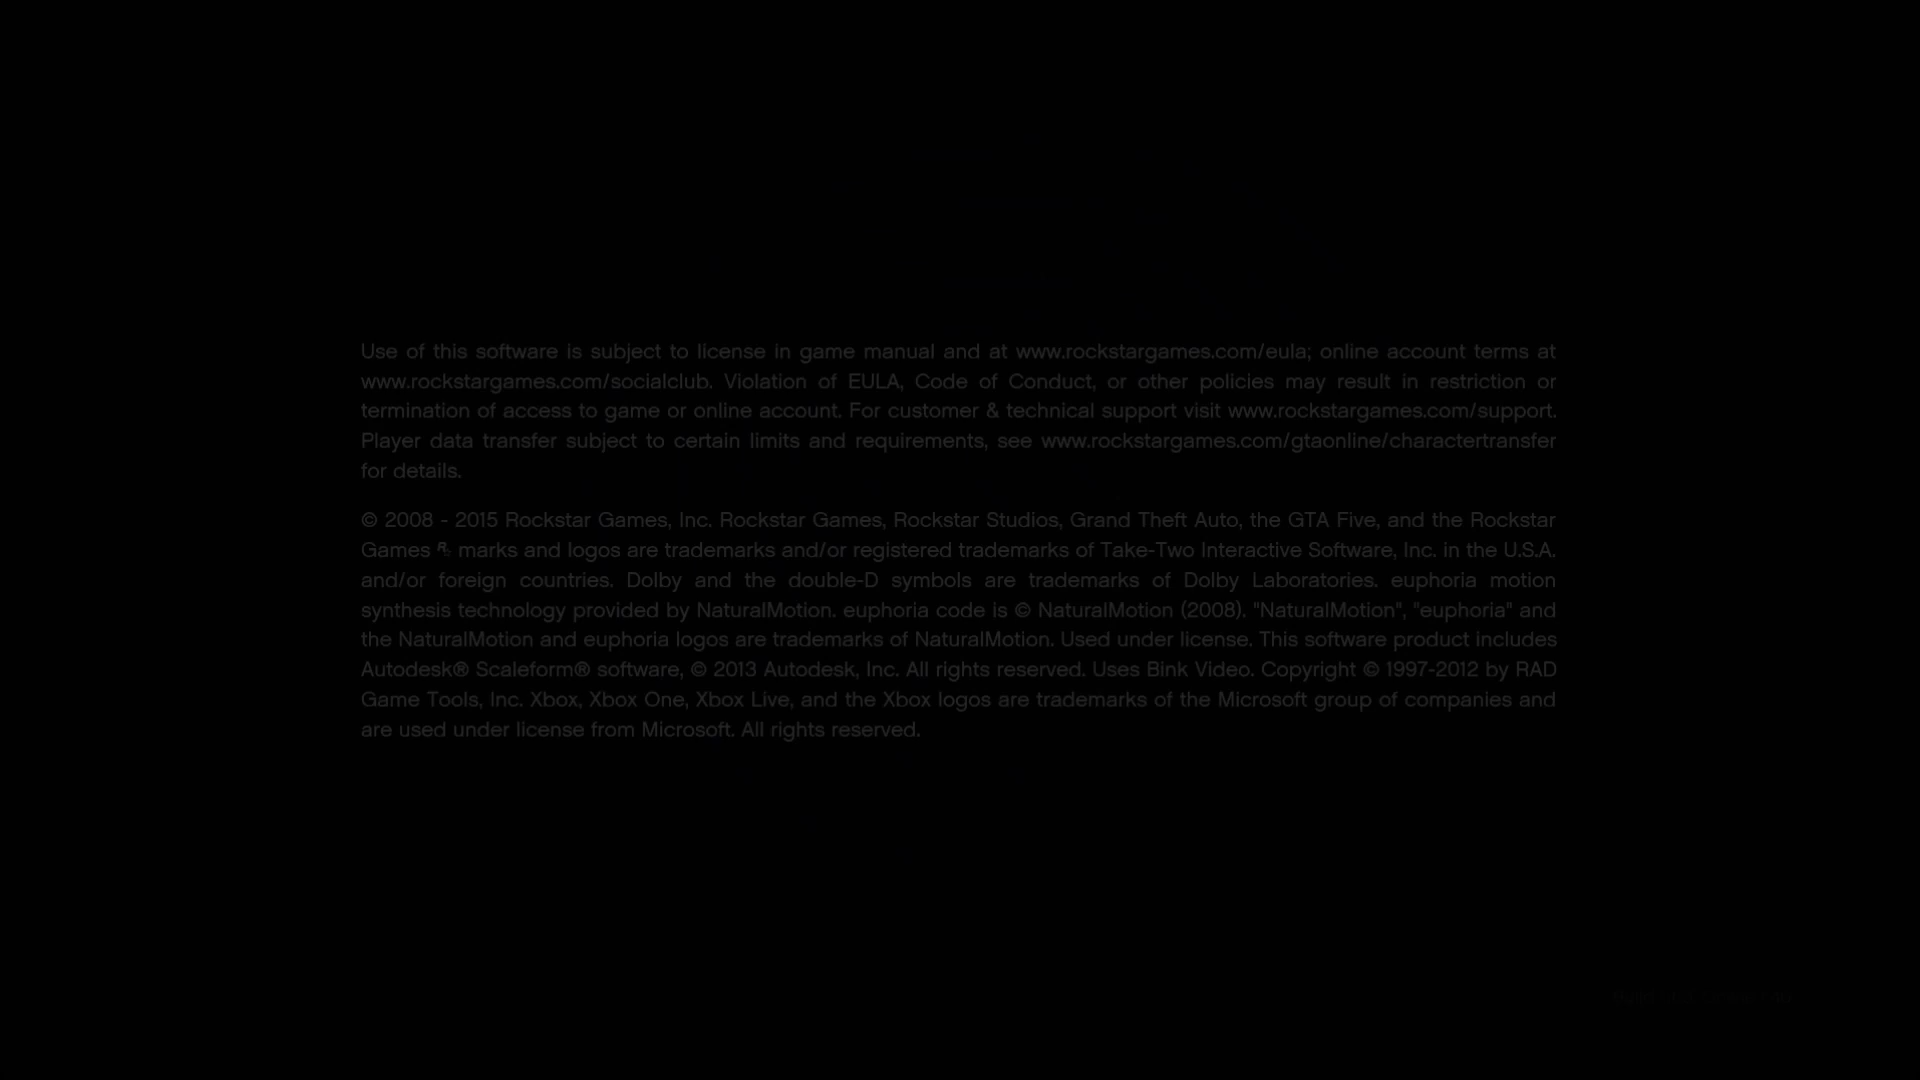 Use of this software is subject to license in game manual and at www.rockstargames.com/eula; online account terms at
www.rockstargames.com/socialclub. Violation of EULA, Code of Conduct, or other policies may result in restriction or
termination of access to game or online account. For customer & technical support visit www.rockstargames.com/support.
Player data transfer subject to certain limits and requirements, see www.rockstargames.com/gtaonline/charactertransfer
for details.
© 2008 - 2015 Rockstar Games, Inc. Rockstar Games, Rockstar Studios, Grand Theft Auto, the GTA Five, and the Rockstar
Games R* marks and logos are trademarks and/or registered trademarks of Take-Two Interactive Software, Inc. in the U.S.A.
and/or foreign countries. Dolby and the double-D symbols are trademarks of Dolby Laboratories. euphoria motion
synthesis technology provided by NaturalMotion. euphoria code is © NaturalMotion (2008). "NaturalMotion", "euphoria" and
the NaturalMotion and euphoria logos are trademarks of NaturalMotion. Used under license. This software product includes
Autodesk® Scaleform® software, © 2013 Autodesk, Inc. All rights reserved. Uses Bink Video. Copyright © 1997-2012 by RAD
Game Tools, Inc. Xbox, Xbox One, Xbox Live, and the Xbox logos are trademarks of the Microsoft group of companies and
are used under license from Microsoft. All rights reserved.